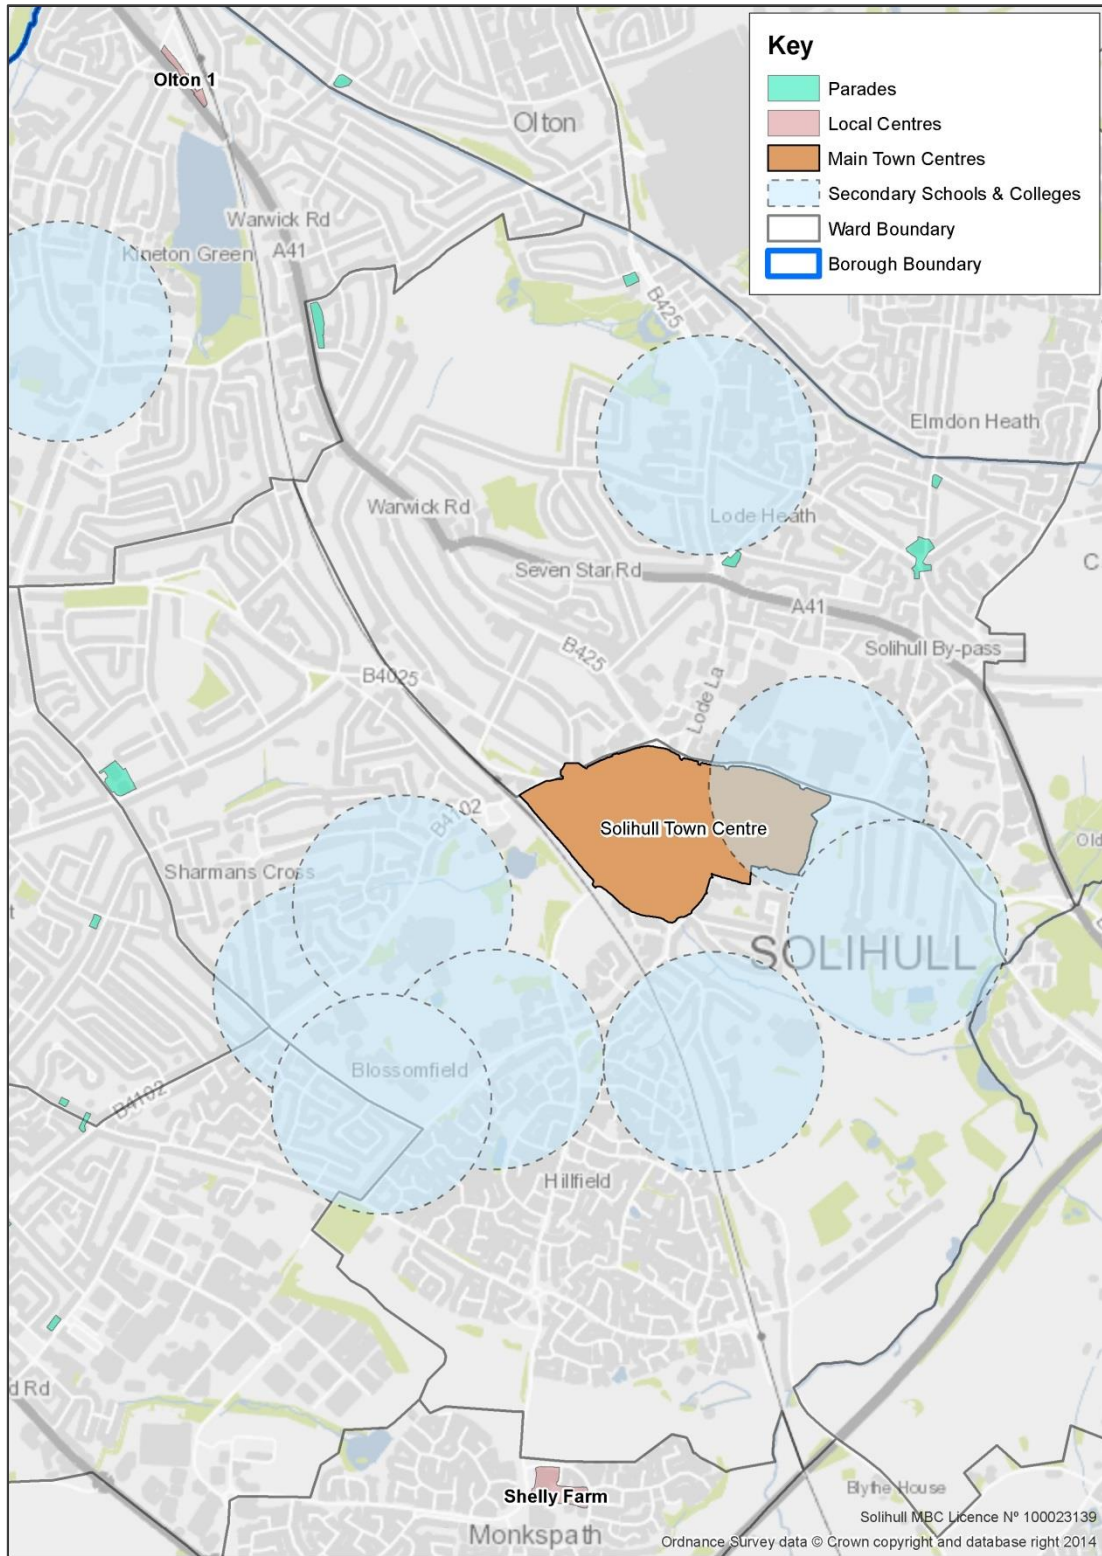 Key
Parades
Local Centres
Main Town Centres
Secondary Schools & Colleges
Ward Boundary
Borough Boundary
Olton 1
Olton
Warwick Rd
A41
Kineton Green
B425
Elmdon Heath
Warwick Rd
Lode Heath
Seven Star Rd
A41
B425
Solihull By-pass
B4025
Lode La
B4102
Solihull Town Centre
Sharmans Cross
SOLIHULL
Blossomfield
B4102
Hillfield
d Rd
Shelly Farm
Monkspath
Blythe House
Solihull MBC Licence Nº 100023139
Ordnance Survey data © Crown copyright and database right 2014